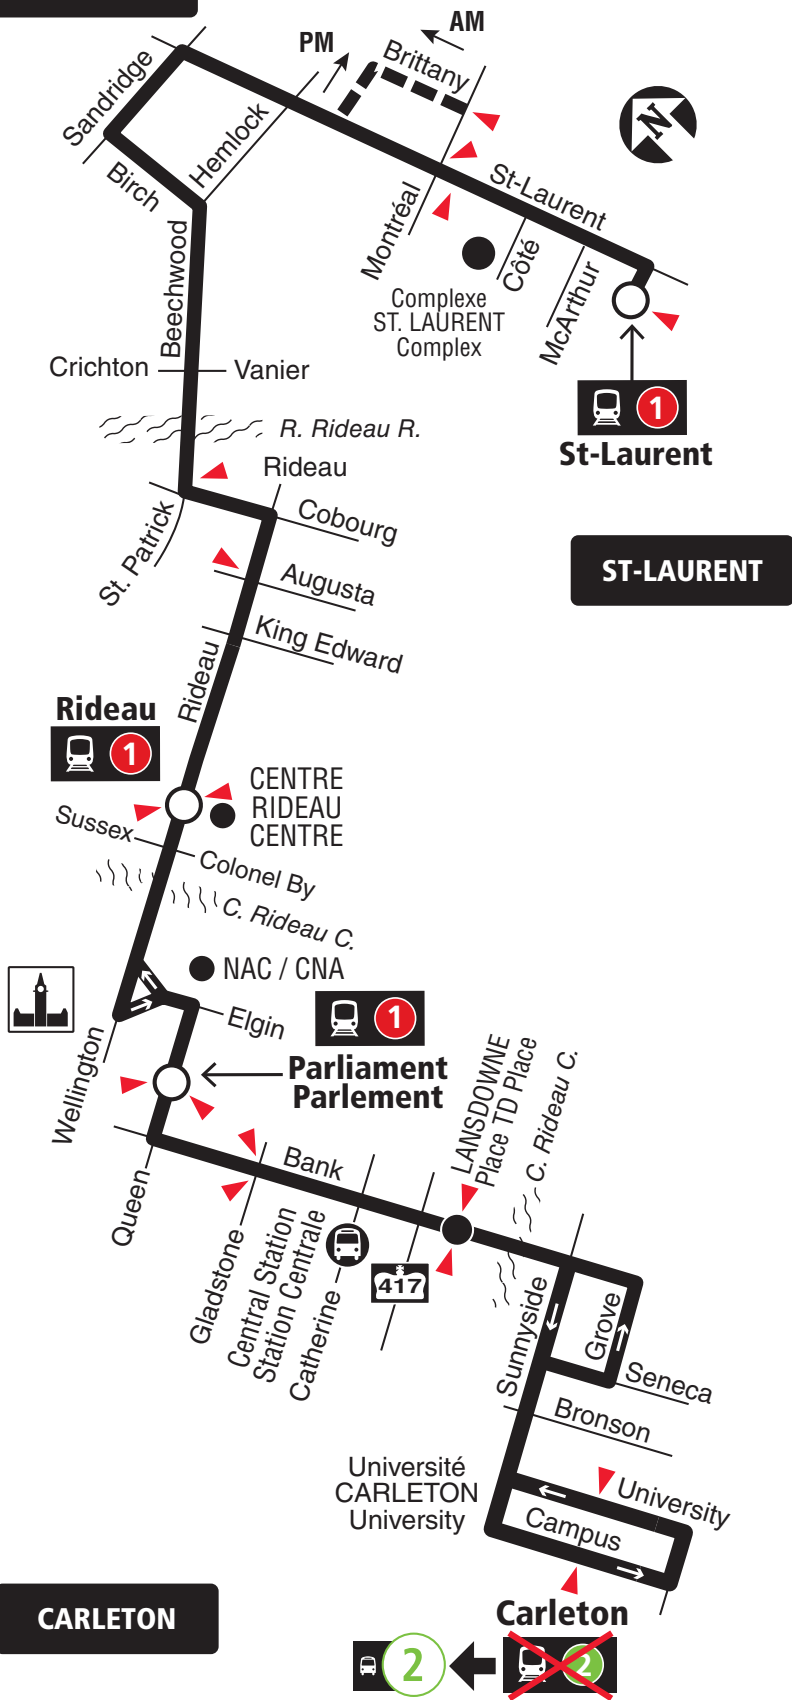 AM
PM
Brittany
Sandridge
Hemlock
Birch
N
St-Laurent
Montréal
Côté
McArthur
Beechwood
Complexe
ST. LAURENT
Complex
Crichton
Vanier
1
St-Laurent
R. Rideau R.
Rideau
Cobourg
St. Patrick
ST-LAURENT
Augusta
King Edward
Rideau
Rideau
1
CENTRE
RIDEAU
CENTRE
Sussex
Colonel By
C. Rideau C.
NAC / CNA
Elgin
1
Parliament
Parlement
Wellington
LANSDOWNE
Place TD Place
C. Rideau C.
Bank
Queen
Gladstone
Central Station
Station Centrale
Catherine
417
Sunnyside
Grove
Seneca
Bronson
Université
CARLETON
University
University
Campus
Carleton
CARLETON
2
2